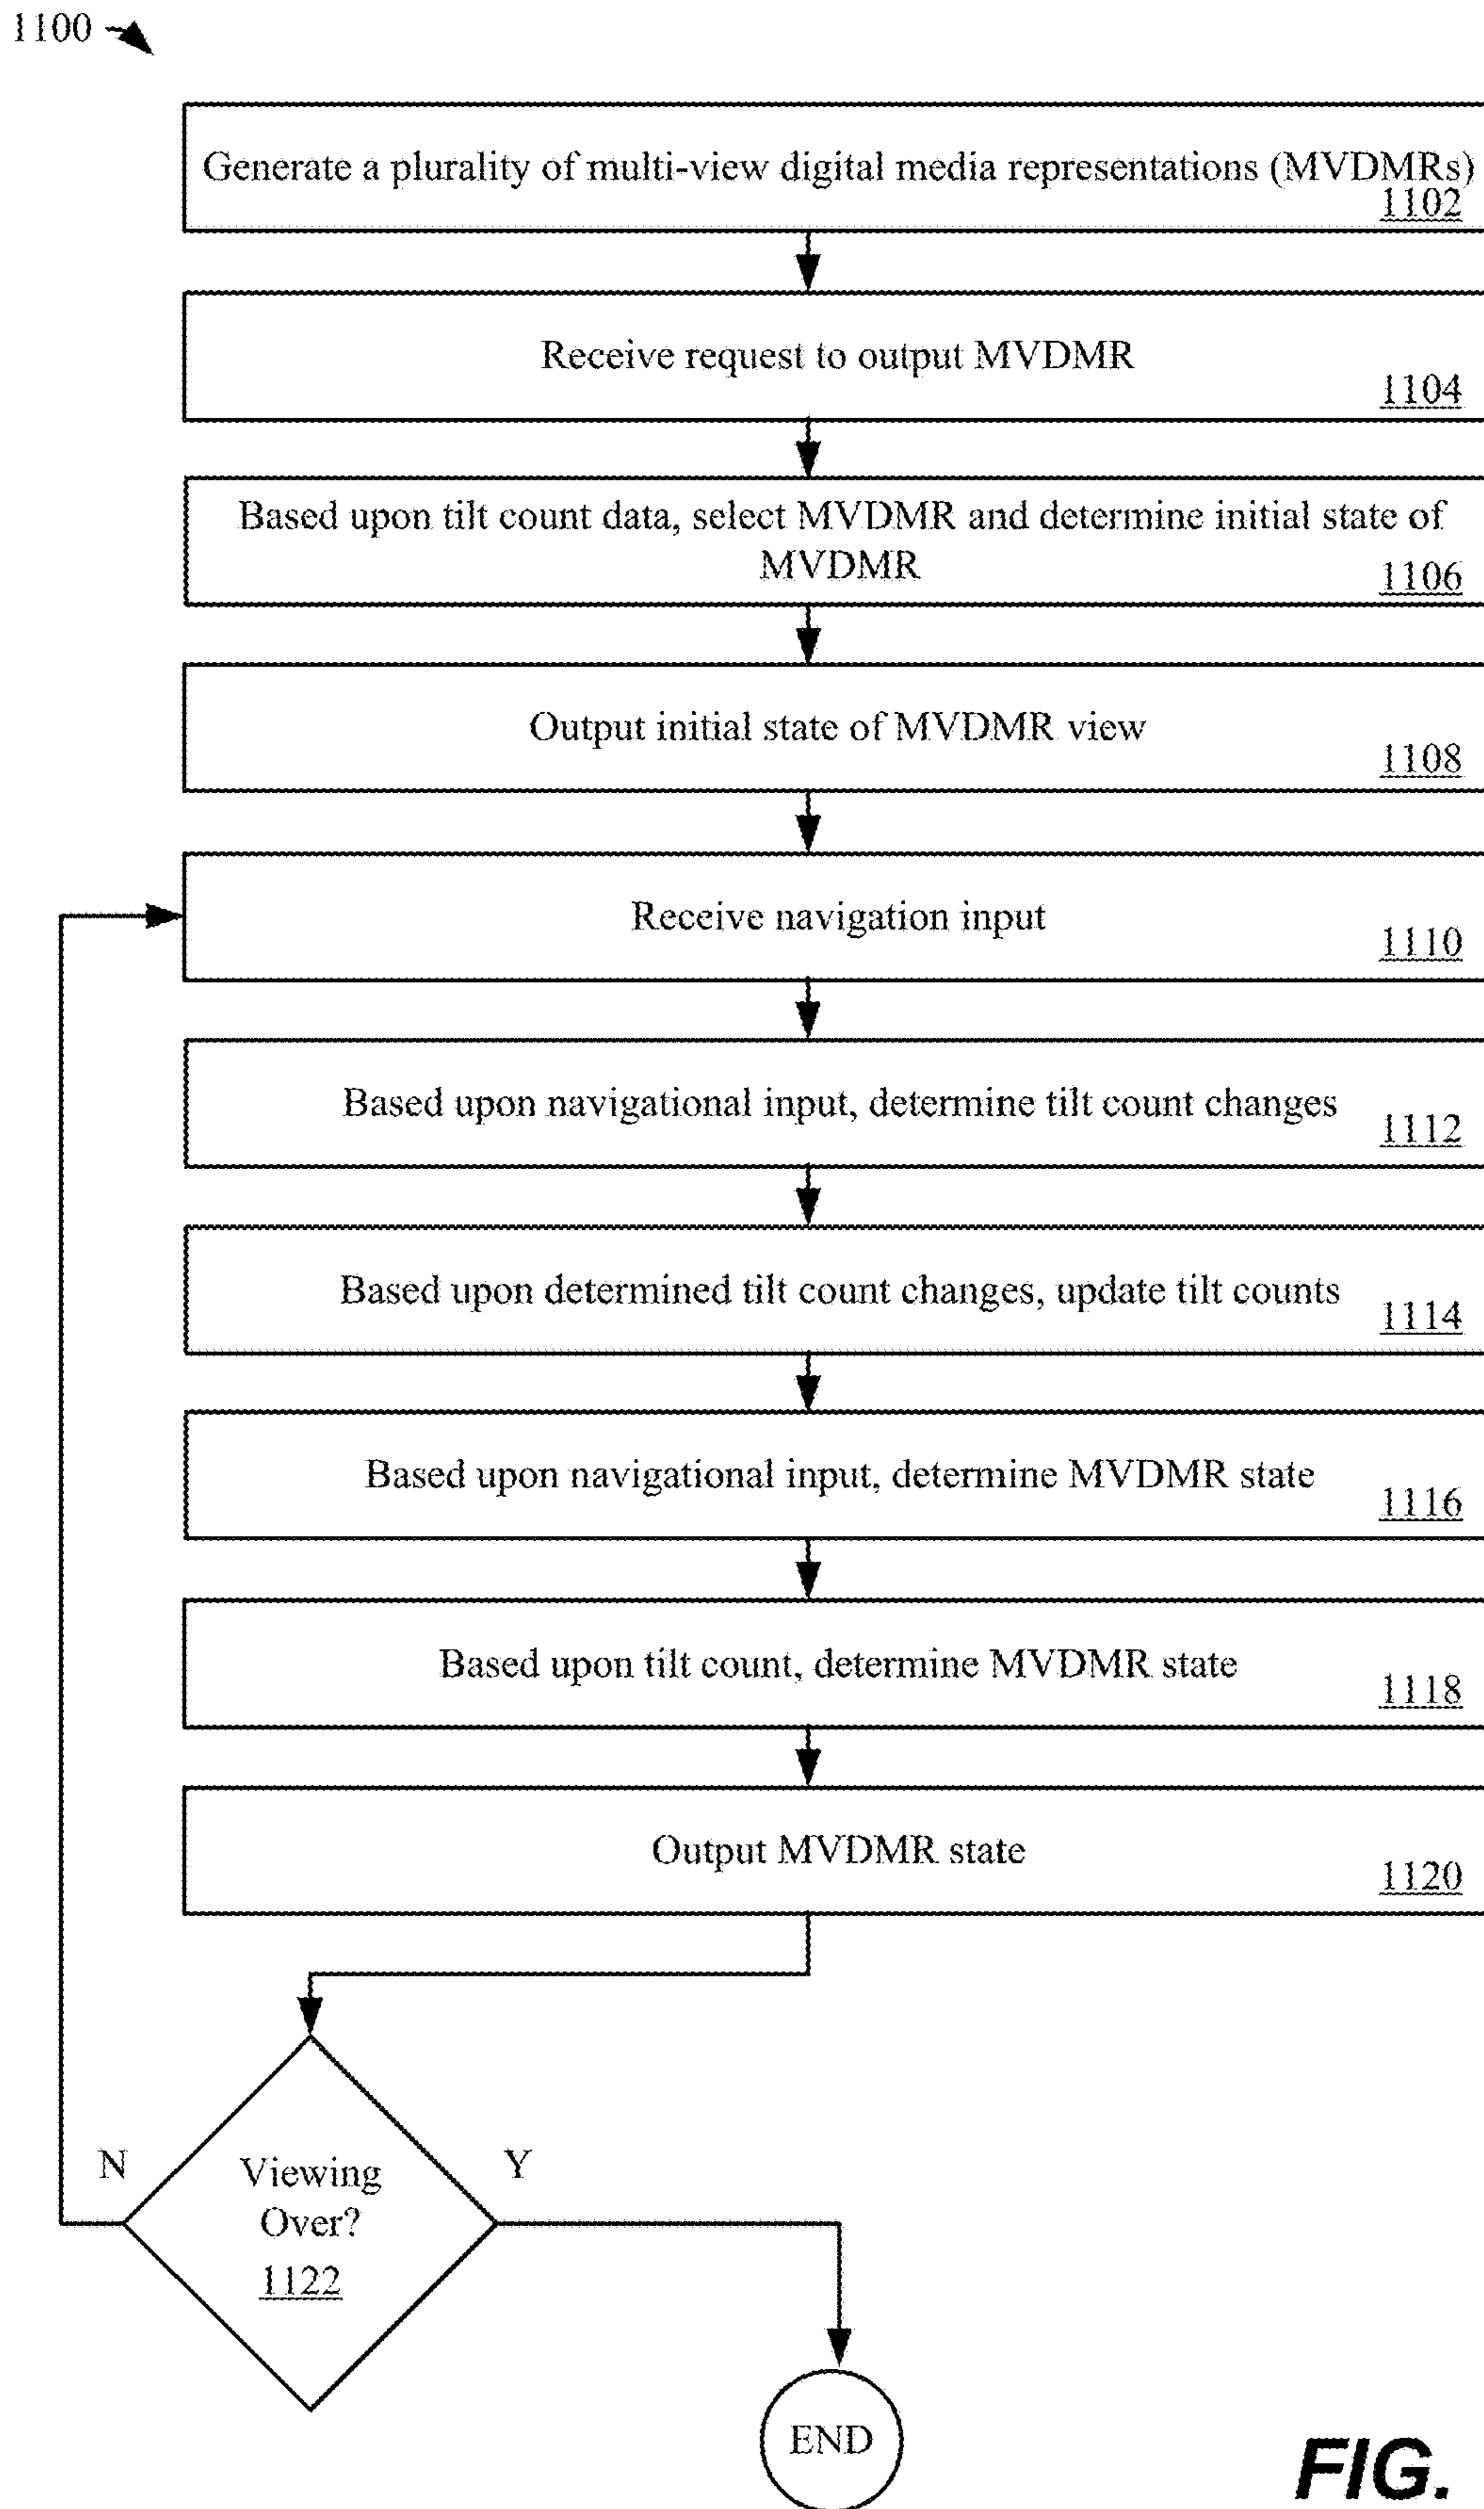 1100
Generate a plurality of multi-view digital media representations (MVDMRs)
1102
Receive request to output MVDMR
1104
Based upon tilt count data, select MVDMR and determine initial state of
MVDMR
1106
Output initial state of MVDMR view
1108
Receive navigation input
1110
Based upon navigational input, determine tilt count changes
1112
Based upon determined tilt count changes, update tilt counts
1114
Based upon navigational input, determine MVDMR state
1116
Based upon tilt count, determine MVDMR state
1118
Output MVDMR state
1120
N
Y
Viewing
Over?
1122
END
FIG.